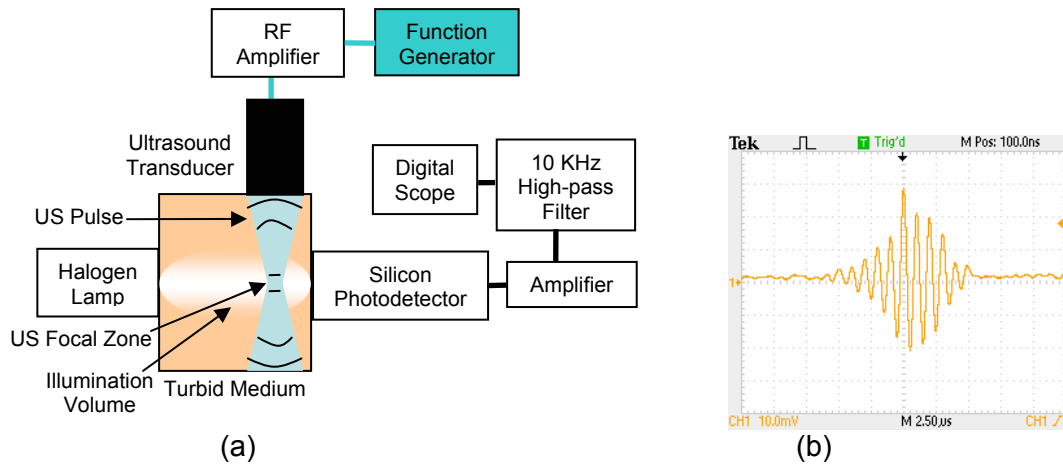 RF
Amplifier
Function
Generator
Ultrasound
Transducer
Digital
Scope
10 KHz
High-pass
Filter
US Pulse
Halogen
Lamp
Silicon
Photodetector
Amplifier
US Focal Zone
Illumination
Volume
Turbid Medium
(a)
Tek
T Trig'd
M Pos: 100.0ns
1
CH1 10.0mV
M 2.50µs
CH1
(b)